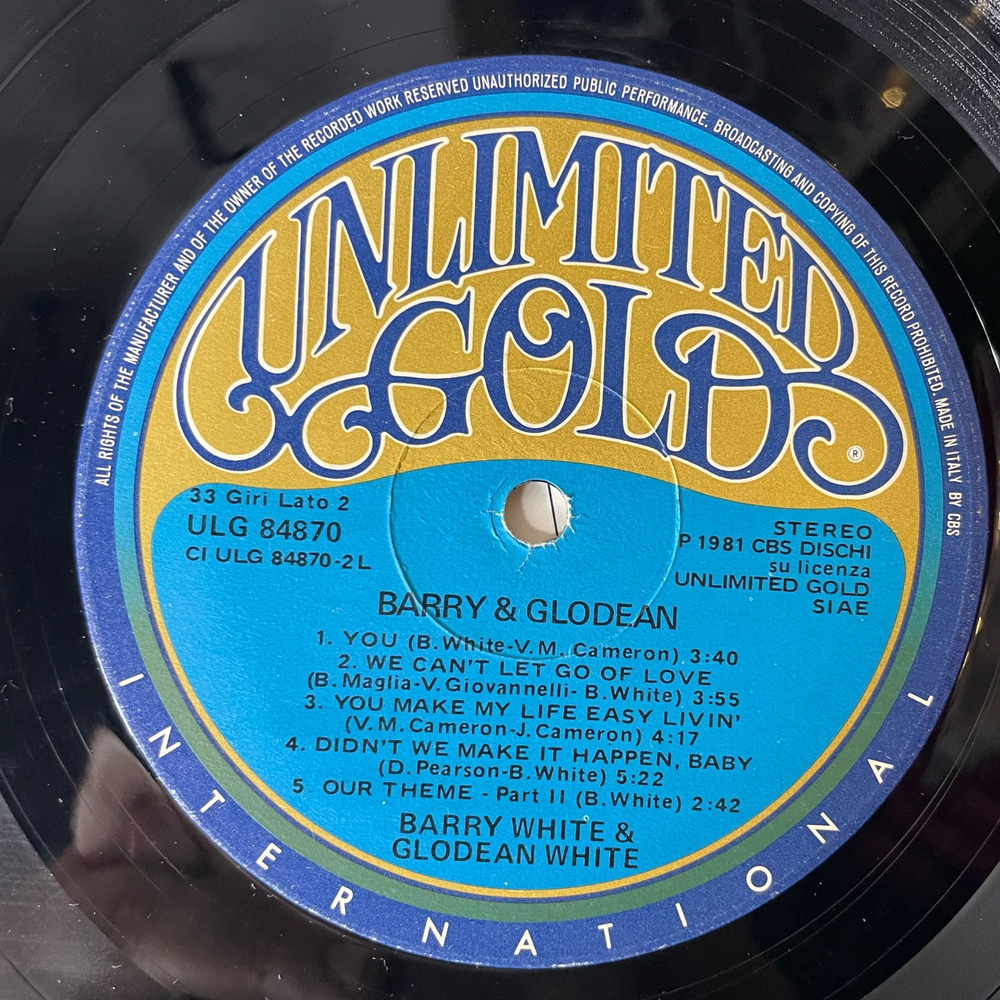 ALL RIGHTS OF THE MANUFACTURER AND OF THE OWNER OF THE RECORDED WORK RESERVED UNAUTHORIZED PUBLIC PERFORMANCE. BROADCASTING AND COPYING OF THIS RECORD PROHIBITED. MADE IN ITALY BY CBS
UNLIMITED
GOLD
®
33 Giri Lato 2
ULG 84870
CI ULG 84870-2L
STEREO
P 1981 CBS DISCHI
su licenza
UNLIMITED GOLD
SIAE
BARRY & GLODEAN
1. YOU (B. White-V.M. Cameron) 3:40
2. WE CAN'T LET GO OF LOVE
(B. Maglia-V. Giovannelli- B. White) 3:55
3. YOU MAKE MY LIFE EASY LIVIN'
(V.M. Cameron-J. Cameron) 4:17
4. DIDN'T WE MAKE IT HAPPEN, BABY
(D. Pearson-B. White) 5:22
5 OUR THEME - Part II (B. White) 2:42
BARRY WHITE &
GLODEAN WHITE
INTERNATIONAL